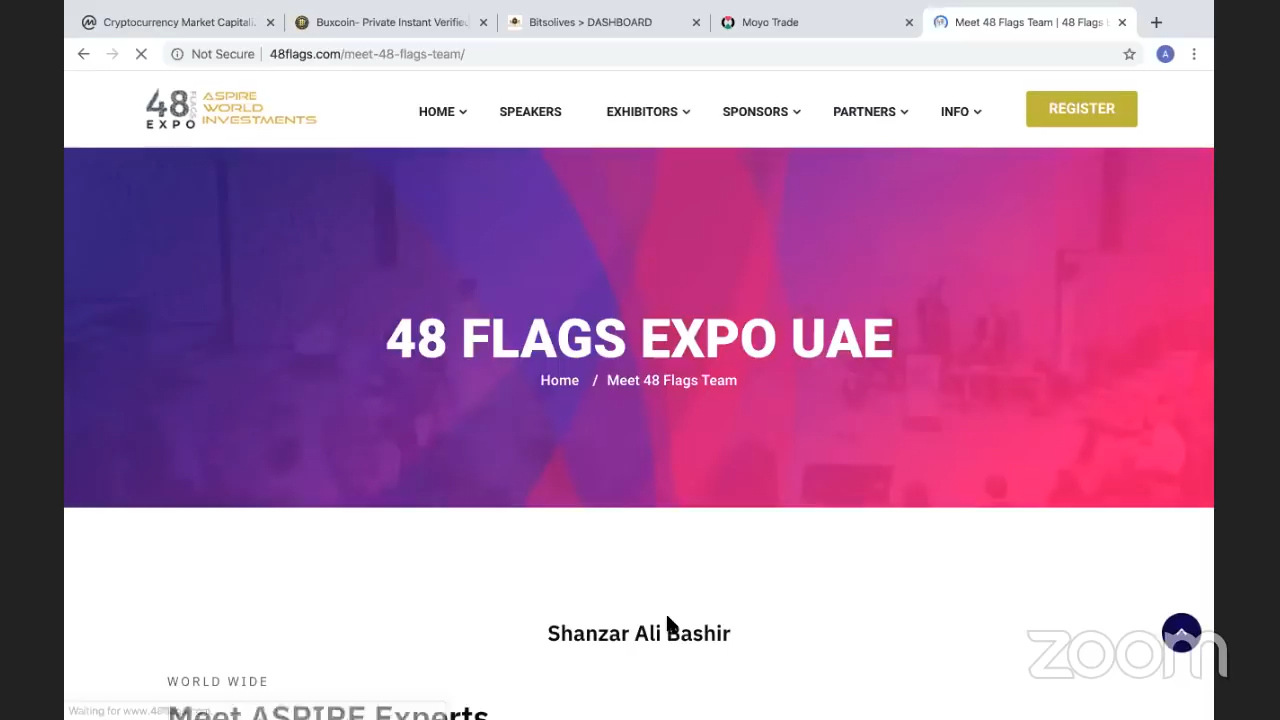 Cryptocurrency Market Capitali
Buxcoin- Private Instant Verified
Bitsolives > DASHBOARD
Moyo Trade
Meet 48 Flags Team | 48 Flags
Not Secure
48flags.com/meet-48-flags-team/
A
48 FLAGS
EXPO
ASPIRE
WORLD
INVESTMENTS
HOME
SPEAKERS
EXHIBITORS
SPONSORS
PARTNERS
INFO
REGISTER
48 FLAGS EXPO UAE
Home / Meet 48 Flags Team
Shanzar Ali Bashir
WORLD WIDE
Meet ASPIRE Experts
Waiting for www.48
zoom